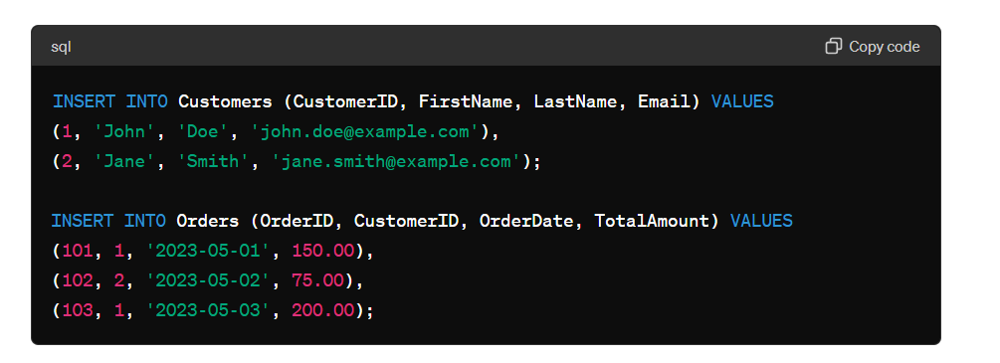 sql
Copy code
INSERT INTO Customers (CustomerID, FirstName, LastName, Email) VALUES
(1, 'John', 'Doe', 'john.doe@example.com'),
(2, 'Jane', 'Smith', 'jane.smith@example.com');
INSERT INTO Orders (OrderID, CustomerID, OrderDate, TotalAmount) VALUES
(101, 1, '2023-05-01', 150.00),
(102, 2, '2023-05-02', 75.00),
(103, 1, '2023-05-03', 200.00);